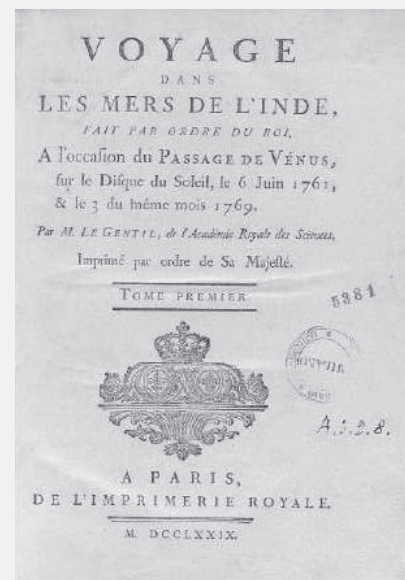 VOYAGE
DANS
LES MERS DE L'INDE,
FAIT PAR ORDRE DU ROI,
A l'occasion du PASSAGE DE VÉNUS,
sur le Disque du Soleil, le 6 Juin 1761,
& le 3 du même mois 1769.
Par M. LE GENTIL, de l'Académie Royale des Sciences.
Imprimé par ordre de Sa Majesté.
TOME PREMIER.
5381
A.1.2.8.
A PARIS,
DE L'IMPRIMERIE ROYALE.
M. DCCLXXIX.